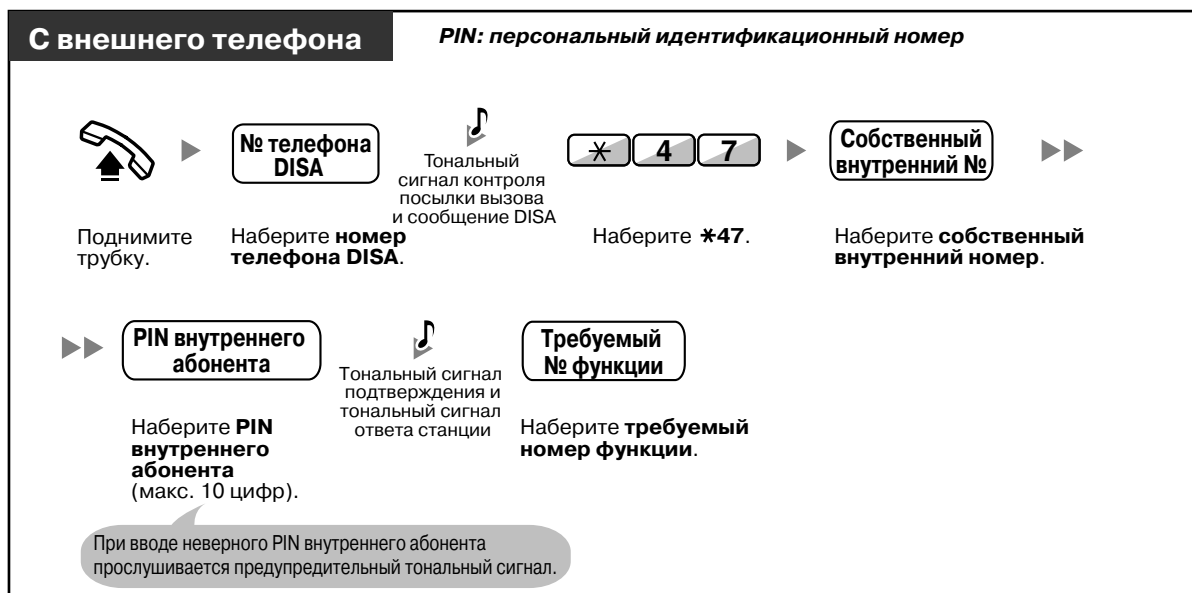 С внешнего телефона
PIN: персональный идентификационный номер
№ телефона
DISA
Тональный
сигнал контроля
посылки вызова
и сообщение DISA
* 4 7
Собственный
внутренний №
Поднимите
трубку.
Наберите номер
телефона DISA.
Наберите *47.
Наберите собственный
внутренний номер.
PIN внутреннего
абонента
Тональный сигнал
подтверждения и
тональный сигнал
ответа станции
Требуемый
№ функции
Наберите PIN
внутреннего
абонента
(макс. 10 цифр).
Наберите требуемый
номер функции.
При вводе неверного PIN внутреннего абонента
прослушивается предупредительный тональный сигнал.